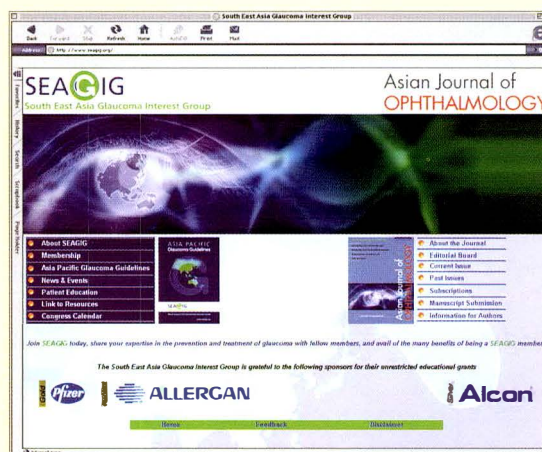 South East Asia Glaucoma Interest Group
Back Forward Stop Refresh Home AutoFill Print Mail
Address http://www.seagig.org/
Favorites
History
Search
Scrapbook
Page Holder
SEAGIG
South East Asia Glaucoma Interest Group
Asian Journal of
OPHTHALMOLOGY
About SEAGIG
Membership
Asia Pacific Glaucoma Guidelines
News & Events
Patient Education
Link to Resources
Congress Calendar
ASIA PACIFIC
Glaucoma Guidelines
SEAGIG
Asian Journal of
OPHTHALMOLOGY
About the Journal
Editorial Board
Current Issue
Past Issues
Subscriptions
Manuscript Submission
Information for Authors
Join SEAGIG today, share your expertise in the prevention and treatment of glaucoma with fellow members, and avail of the many benefits of being a SEAGIG member
The South East Asia Glaucoma Interest Group is grateful to the following sponsors for their unrestricted educational grants
Gold Pfizer ALLERGAN Alcon
Home Feedback Disclaimer